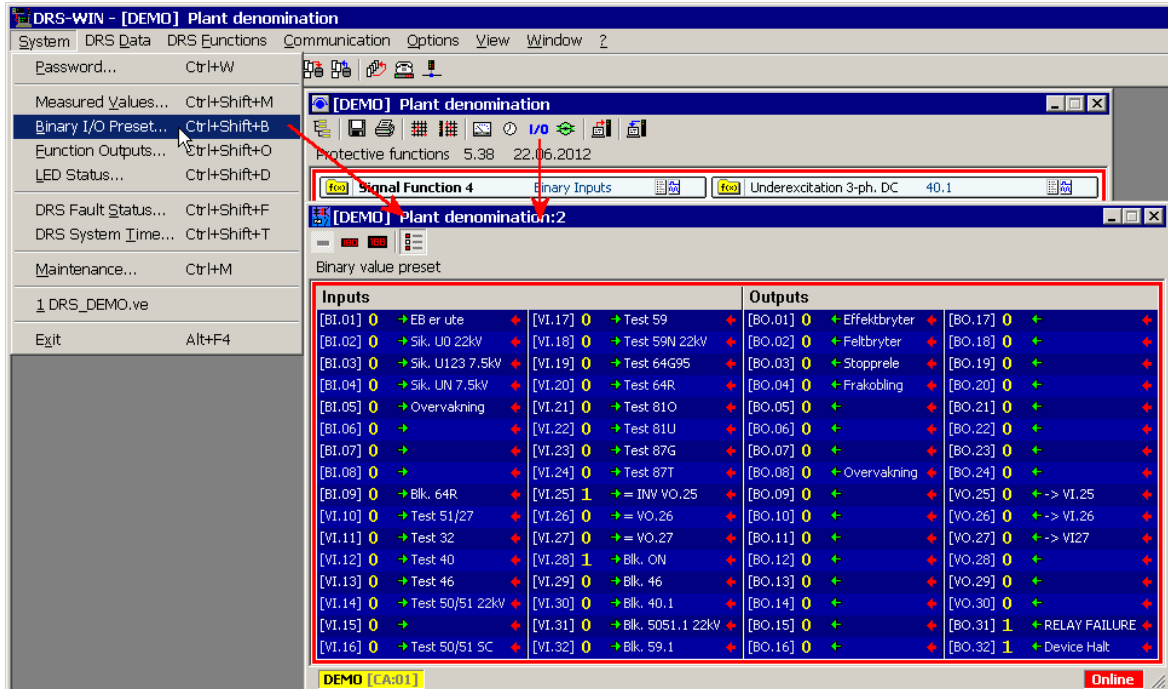 DRS-WIN - [DEMO] Plant denomination
System DRS Data DRS Functions Communication Options View Window ?
Password... Ctrl+W
Measured Values... Ctrl+Shift+M
Binary I/O Preset... Ctrl+Shift+B
Function Outputs... Ctrl+Shift+O
LED Status... Ctrl+Shift+D
DRS Fault Status... Ctrl+Shift+F
DRS System Time... Ctrl+Shift+T
Maintenance... Ctrl+M
1 DRS_DEMO.ve
Exit Alt+F4
[DEMO] Plant denomination
I/O
Protective functions 5.38 22.06.2012
f(x) Signal Function 4 Binary Inputs f(x) Underexcitation 3-ph. DC 40.1
[DEMO] Plant denomination:2
Binary value preset
Inputs Outputs
[BI.01] 0 EB er ute [VI.17] 0 Test 59 [BO.01] 0 Effektbryter [BO.17] 0
[BI.02] 0 Sik. U0 22kV [VI.18] 0 Test 59N 22kV [BO.02] 0 Feltbryter [BO.18] 0
[BI.03] 0 Sik. U123 7.5kV [VI.19] 0 Test 64G95 [BO.03] 0 Stopprele [BO.19] 0
[BI.04] 0 Sik. UN 7.5kV [VI.20] 0 Test 64R [BO.04] 0 Frakobling [BO.20] 0
[BI.05] 0 Overvakning [VI.21] 0 Test 81O [BO.05] 0 [BO.21] 0
[BI.06] 0 [VI.22] 0 Test 81U [BO.06] 0 [BO.22] 0
[BI.07] 0 [VI.23] 0 Test 87G [BO.07] 0 [BO.23] 0
[BI.08] 0 [VI.24] 0 Test 87T [BO.08] 0 Overvakning [BO.24] 0
[BI.09] 0 Blk. 64R [VI.25] 1 = INV VO.25 [BO.09] 0 [VO.25] 0 -> VI.25
[VI.10] 0 Test 51/27 [VI.26] 0 = VO.26 [BO.10] 0 [VO.26] 0 -> VI.26
[VI.11] 0 Test 32 [VI.27] 0 = VO.27 [BO.11] 0 [VO.27] 0 -> VI27
[VI.12] 0 Test 40 [VI.28] 1 Blk. ON [BO.12] 0 [VO.28] 0
[VI.13] 0 Test 46 [VI.29] 0 Blk. 46 [BO.13] 0 [VO.29] 0
[VI.14] 0 Test 50/51 22kV [VI.30] 0 Blk. 40.1 [BO.14] 0 [VO.30] 0
[VI.15] 0 [VI.31] 0 Blk. 5051.1 22kV [BO.15] 0 [BO.31] 1 RELAY FAILURE
[VI.16] 0 Test 50/51 SC [VI.32] 0 Blk. 59.1 [BO.16] 0 [BO.32] 1 Device Halt
DEMO [CA:01] Online